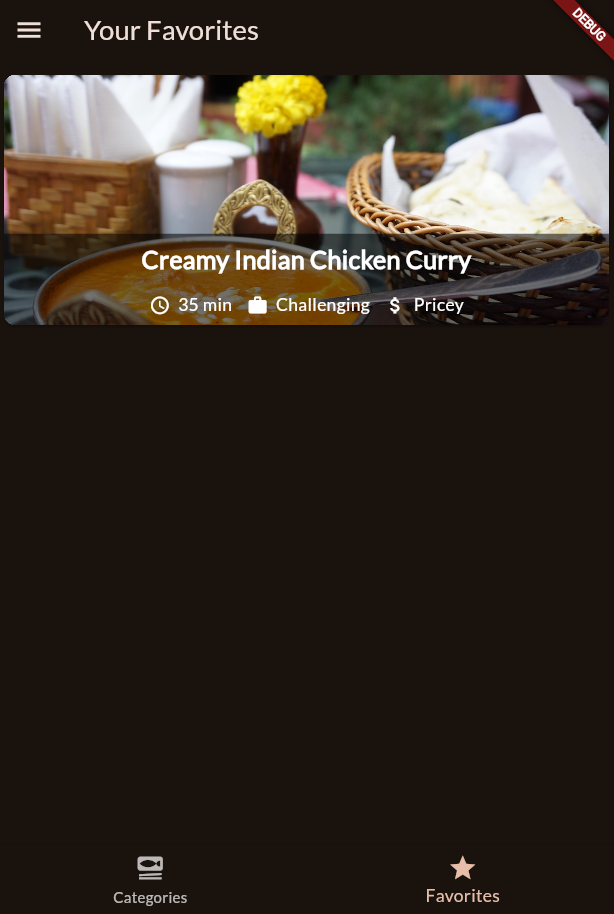 Your Favorites
DEBUG
Creamy Indian Chicken Curry
35 min Challenging $ Pricey
Categories
Favorites